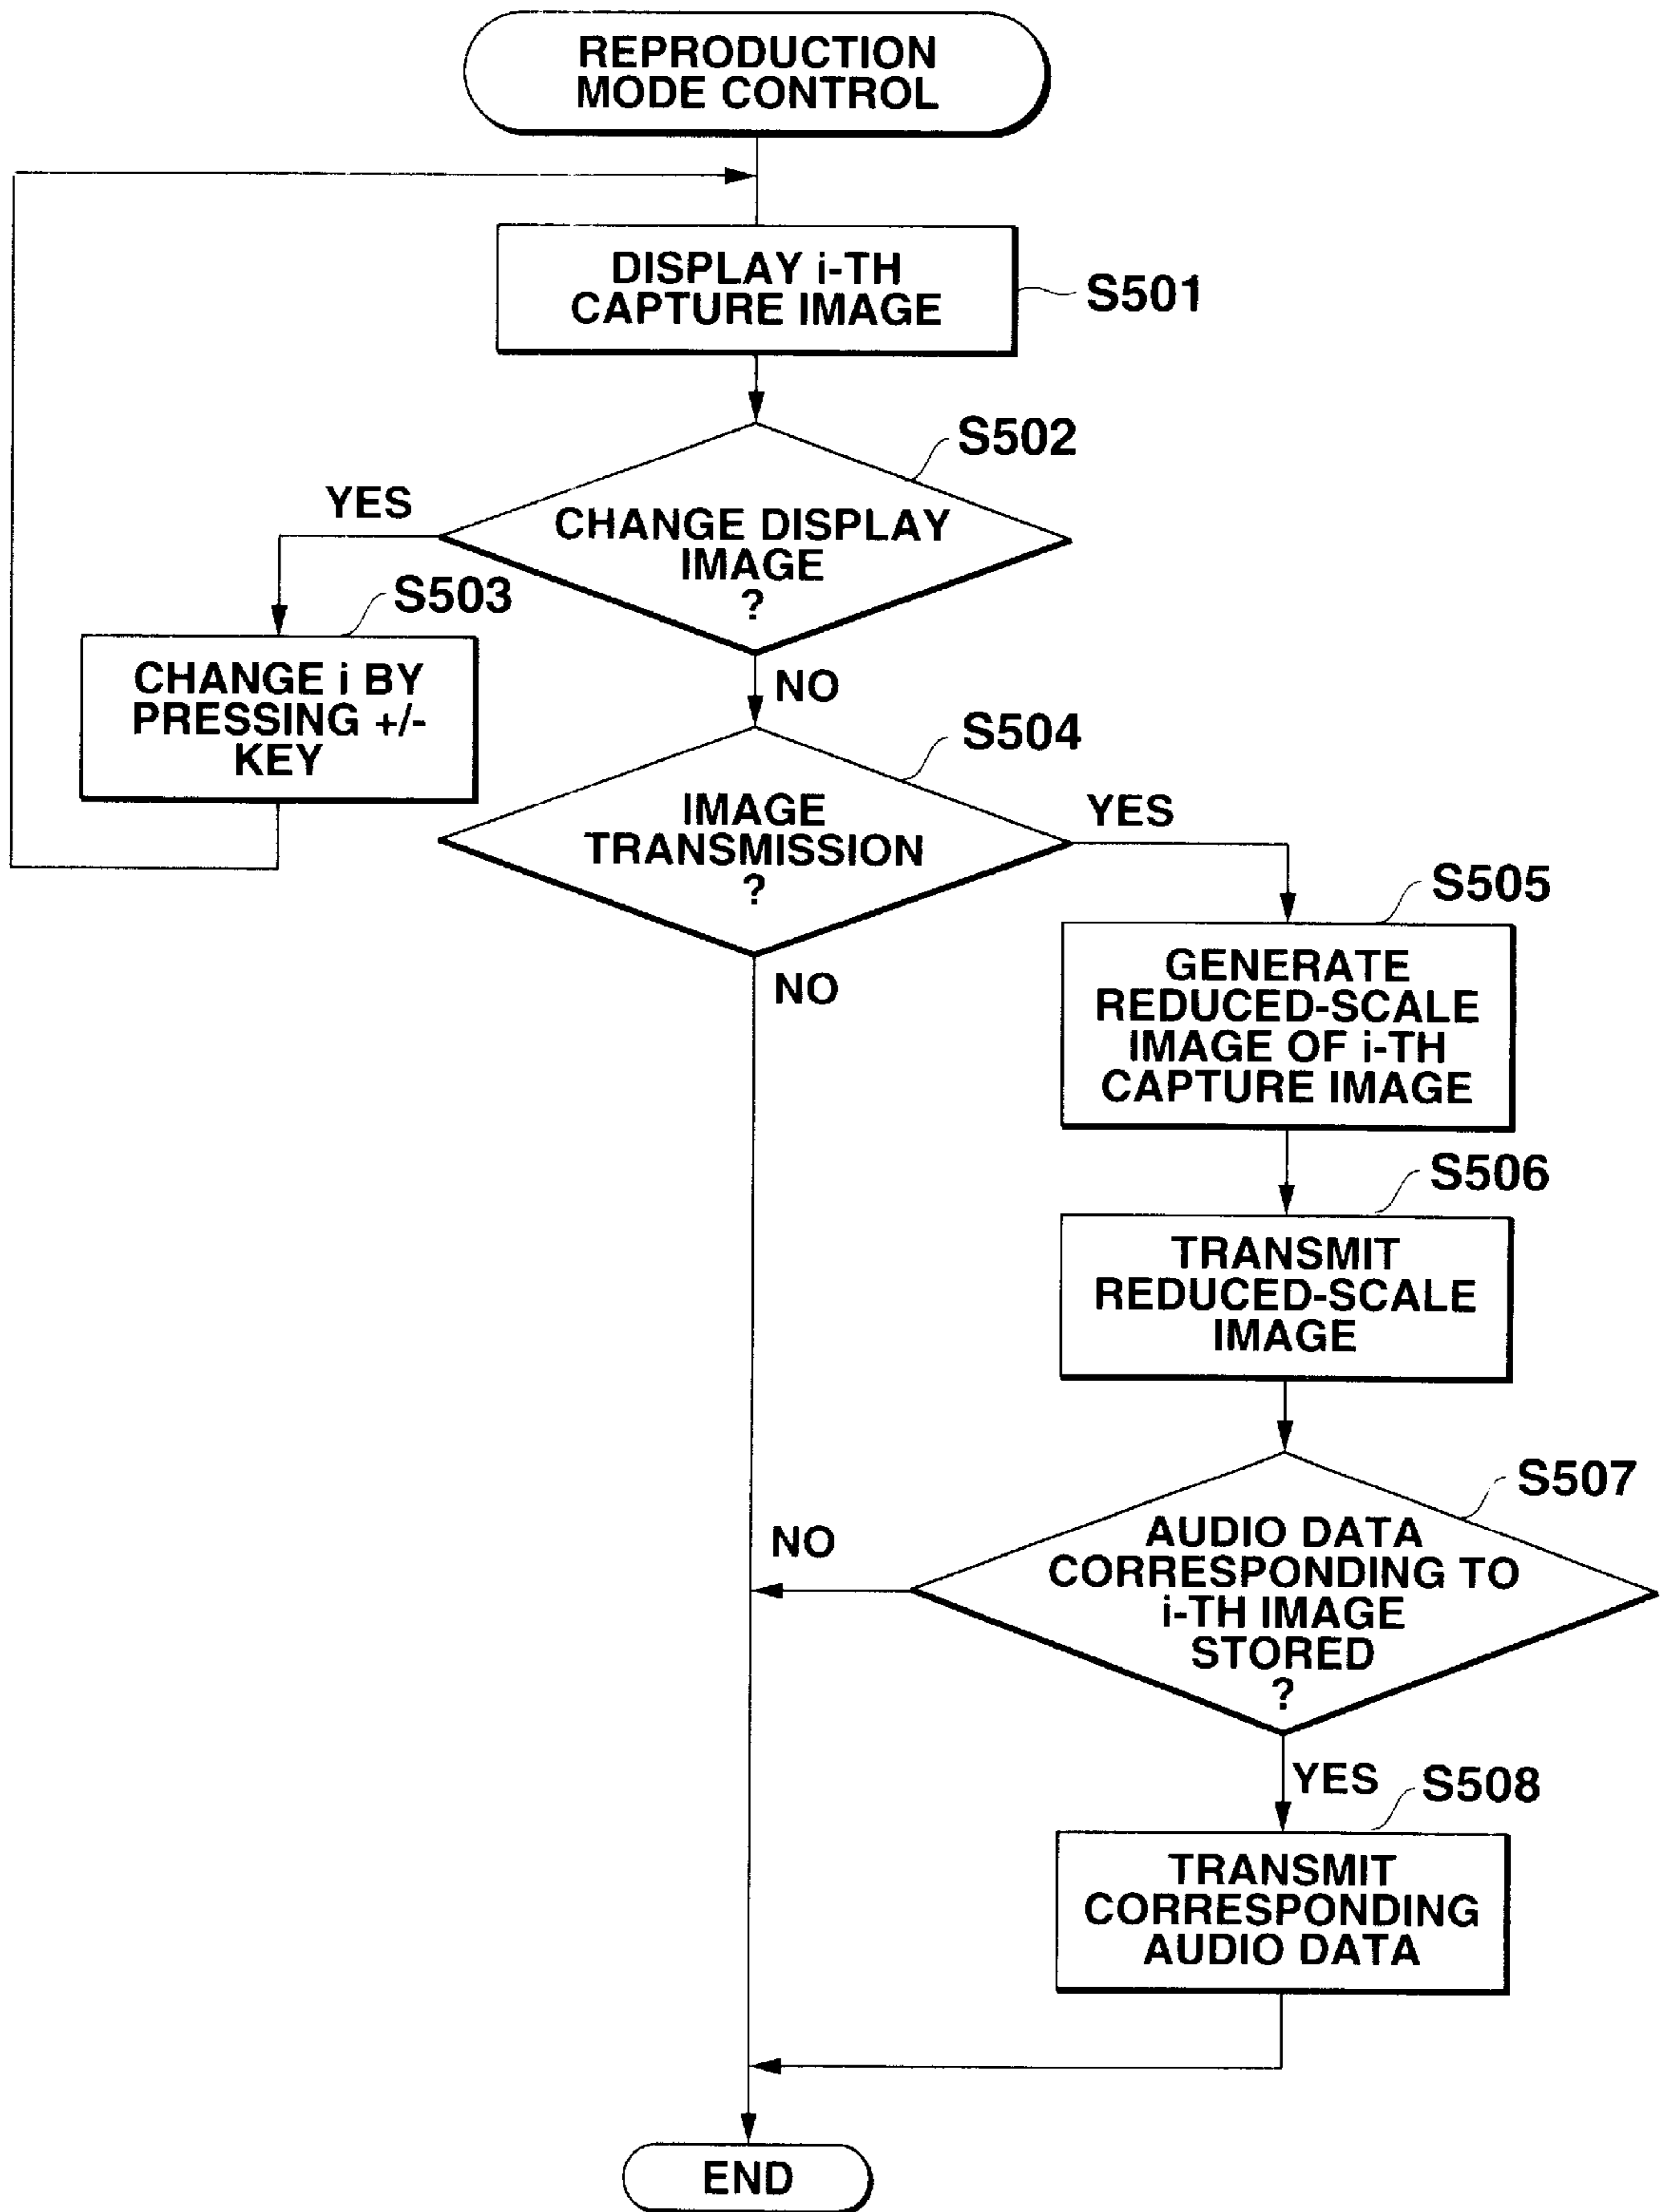 REPRODUCTION
MODE CONTROL
DISPLAY i-TH
CAPTURE IMAGE
S501
S502
YES
CHANGE DISPLAY
IMAGE
?
S503
CHANGE i BY
PRESSING +/-
KEY
NO
S504
IMAGE
TRANSMISSION
?
YES
NO
S505
GENERATE
REDUCED-SCALE
IMAGE OF i-TH
CAPTURE IMAGE
S506
TRANSMIT
REDUCED-SCALE
IMAGE
S507
NO
AUDIO DATA
CORRESPONDING TO
i-TH IMAGE
STORED
?
YES
S508
TRANSMIT
CORRESPONDING
AUDIO DATA
END